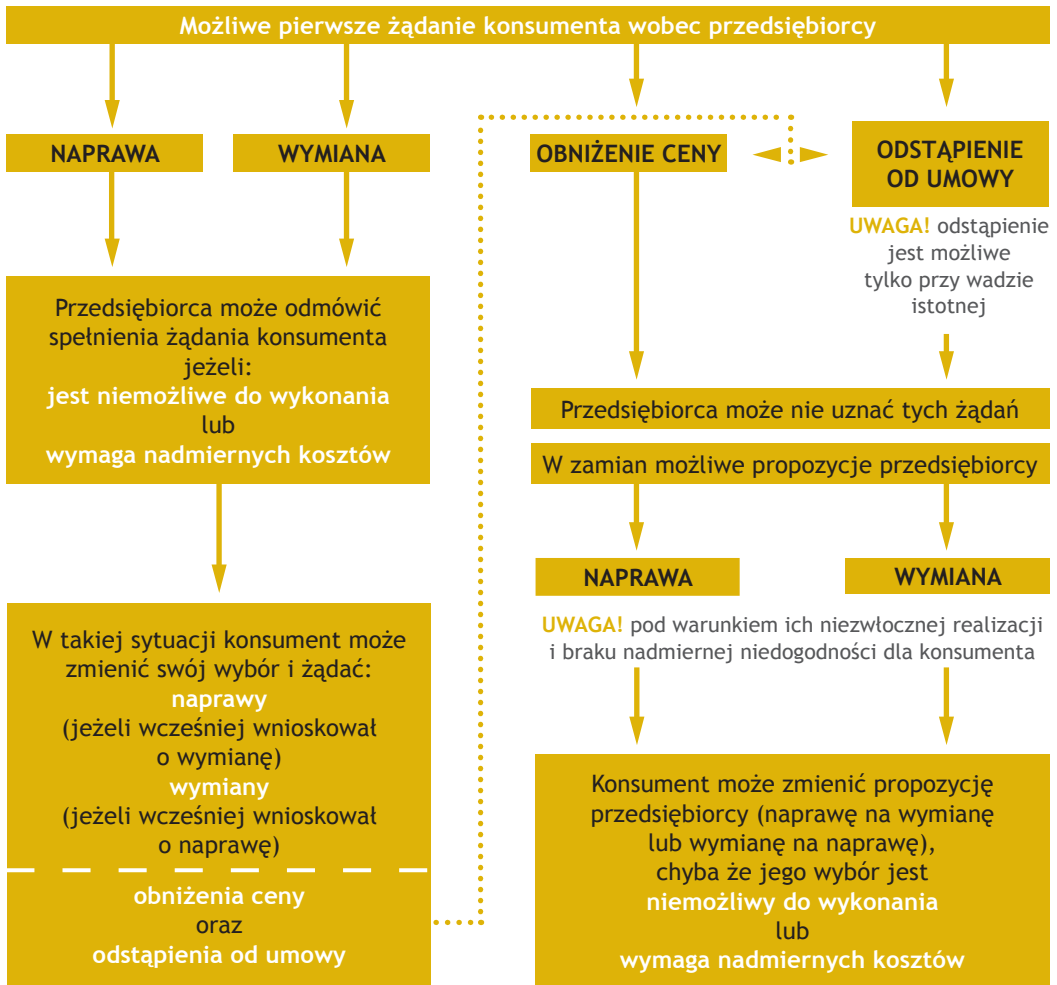 Możliwe pierwsze żądanie konsumenta wobec przedsiębiorcy
NAPRAWA
WYMIANA
Przedsiębiorca może odmówić
spełnienia żądania konsumenta
jeżeli:
jest niemożliwe do wykonania
lub
wymaga nadmiernych kosztów
W takiej sytuacji konsument może
zmienić swój wybór i żądać:
naprawy
(jeżeli wcześniej wnioskował
o wymianę)
wymiany
(jeżeli wcześniej wnioskował
o naprawę)
obniżenia ceny
oraz
odstąpienia od umowy
OBNIŻENIE CENY
ODSTĄPIENIE
OD UMOWY
UWAGA! odstąpienie
jest możliwe
tylko przy wadzie
istotnej
Przedsiębiorca może nie uznać tych żądań
W zamian możliwe propozycje przedsiębiorcy
NAPRAWA
WYMIANA
UWAGA! pod warunkiem ich niezwłocznej realizacji
i braku nadmiernej niedogodności dla konsumenta
Konsument może zmienić propozycję
przedsiębiorcy (naprawę na wymianę
lub wymianę na naprawę),
chyba że jego wybór jest
niemożliwy do wykonania
lub
wymaga nadmiernych kosztów